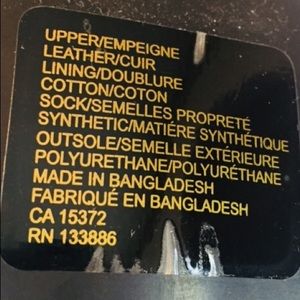 UPPER/EMPEIGNE
LEATHER/CUIR
LINING/DOUBLURE
COTTON/COTON
SOCK/SEMELLES PROPRETÉ
SYNTHETIC/MATIÉRE SYNTHÉTIQUE
OUTSOLE/SEMELLE EXTÉRIEURE
POLYURETHANE/POLYURÉTHANE
MADE IN BANGLADESH
FABRIQUÉ EN BANGLADESH
CA 15372
RN 133886